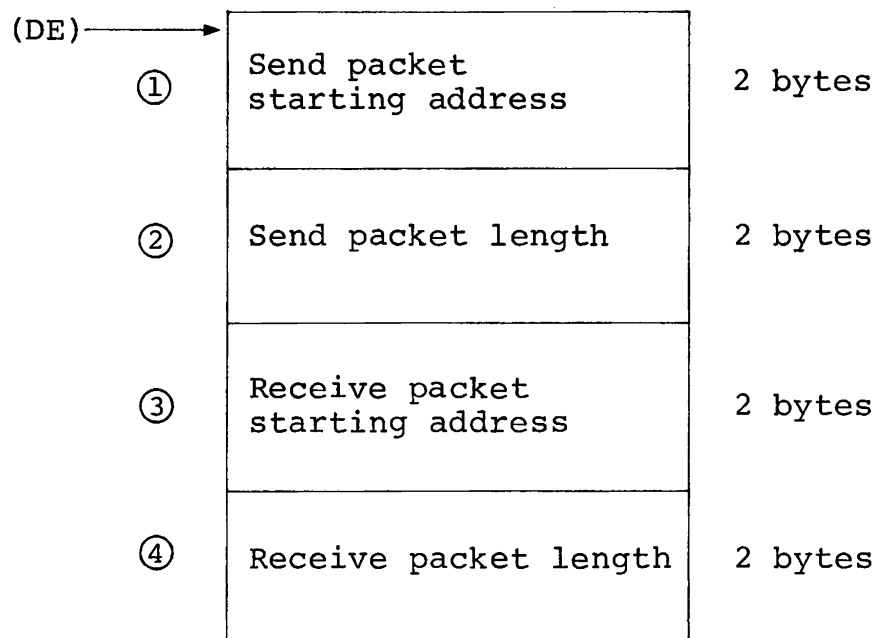 (DE)
① Send packet
starting address 2 bytes
② Send packet length 2 bytes
③ Receive packet
starting address 2 bytes
④ Receive packet length 2 bytes